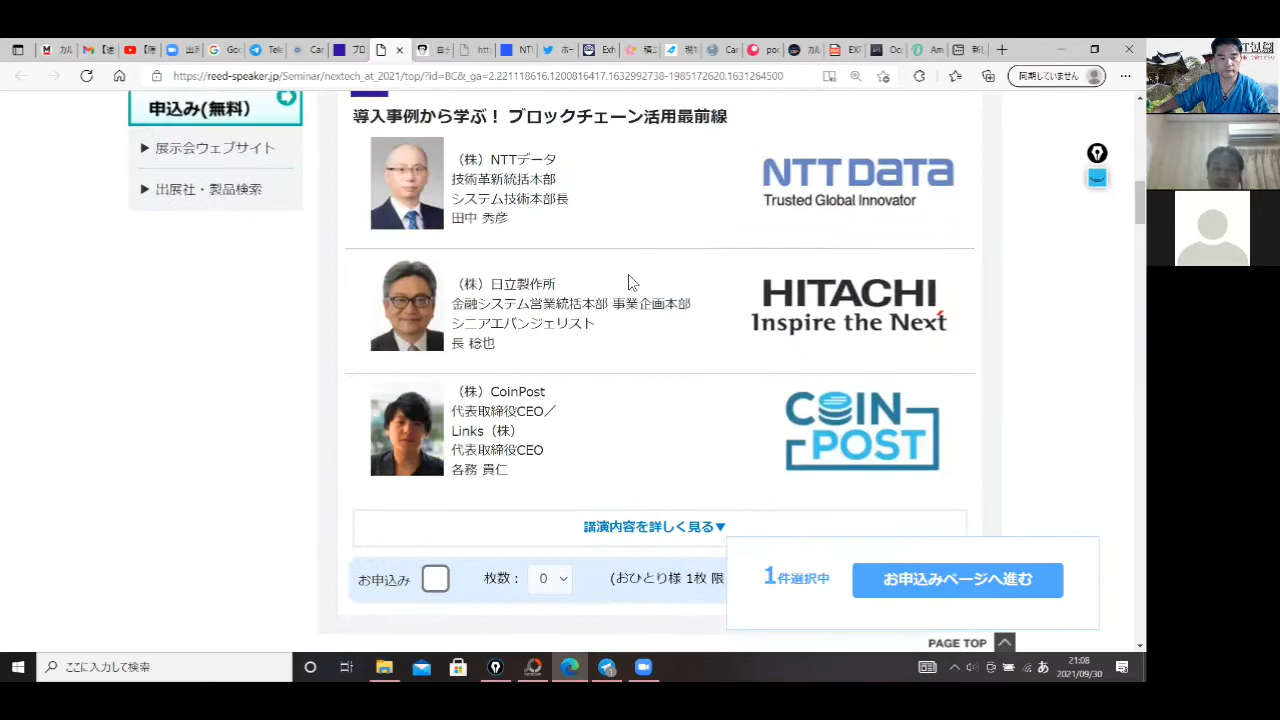 https://reed-speaker.jp/Seminar/nextech_at_2021/top/?id=BC&_ga=2.221118616.1200816417.1632992738-1985172620.1631264500
同期していません
申込み(無料)
▶ 展示会ウェブサイト
▶ 出展社・製品検索
導入事例から学ぶ！ ブロックチェーン活用最前線
（株）NTTデータ
技術革新統括本部
システム技術本部長
田中 秀彦
NTT DATA
Trusted Global Innovator
（株）日立製作所
金融システム営業統括本部 事業企画本部
シニアエバンジェリスト
長 稔也
HITACHI
Inspire the Next
（株）CoinPost
代表取締役CEO／
Links（株）
代表取締役CEO
各務 貴仁
COIN
POST
講演内容を詳しく見る▼
お申込み
枚数：
0
(おひとり様 1枚 限
1件選択中
お申込みページへ進む
PAGE TOP
ここに入力して検索
あ
21:08
2021/09/30